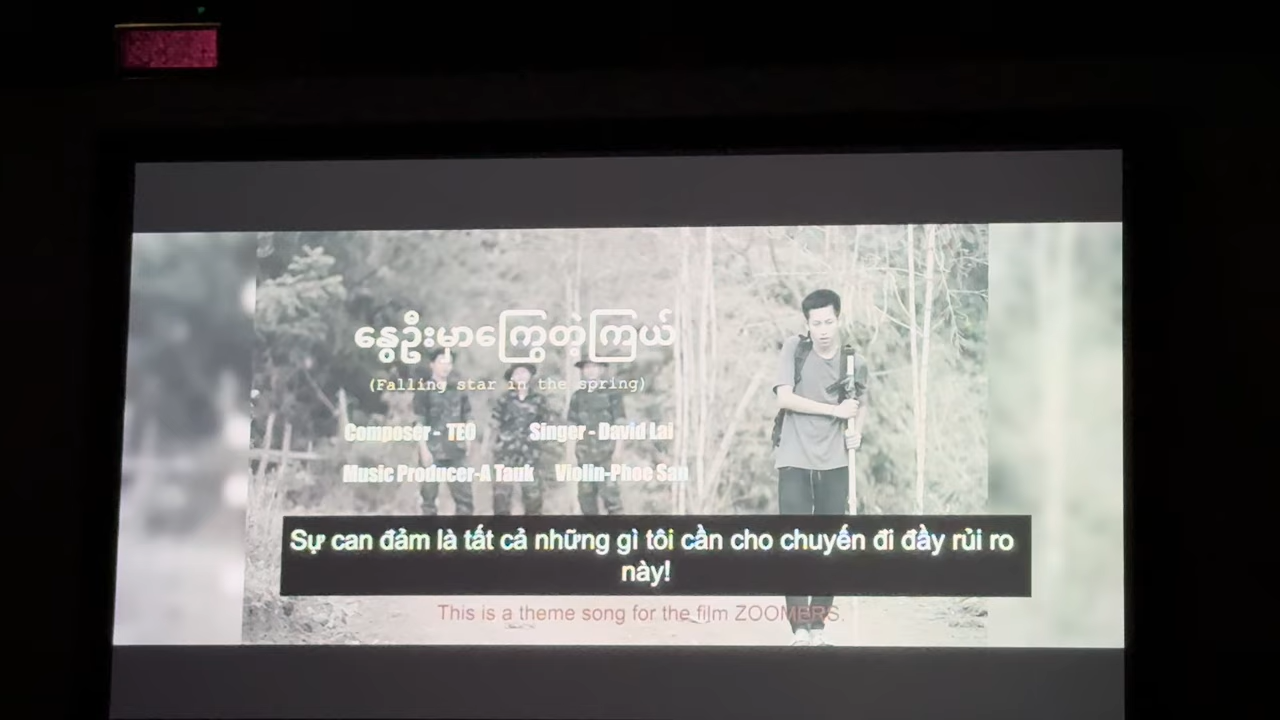 နွေဦးမှာကြွေတဲ့ကြယ်
(Falling star in the spring)
Composer - TEO Singer - David Lai
Music Producer-A Tauk Violin-Phoe San
Sự can đảm là tất cả những gì tôi cần cho chuyến đi đầy rủi ro
này!
This is a theme song for the film ZOOMERS.